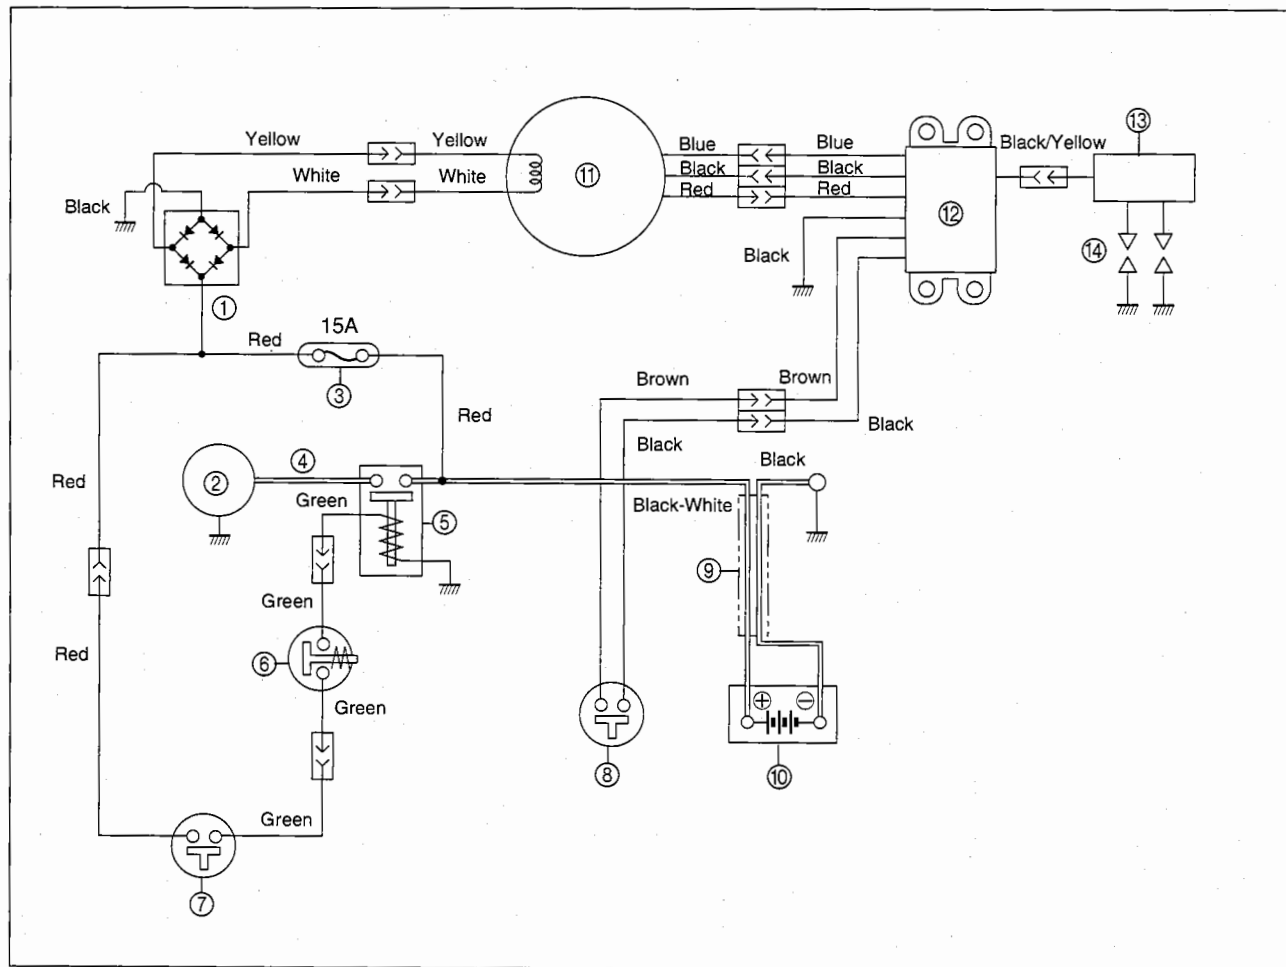 Yellow Yellow
White White
Black
11
Blue Blue
Black Black
Red Red
12
Black/Yellow
13
14
Black
1
15A
Red
3
Red
Brown Brown
Black Black
2
4
Green
5
Red
Black
Black-White
9
Green
6
Green
Red
+ −
10
8
Green
7